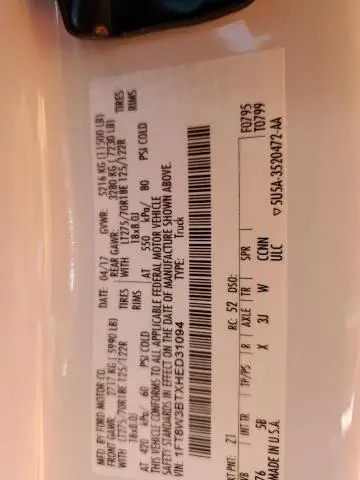 MFD. BY FORD MOTOR CO.
DATE: 04/17 GVWR: 5216 KG (11500 LB)
FRONT GAWR: 2717 KG (5990 LB)
REAR GAWR: 3280 KG (7230 LB)
WITH LT275/70R18E 125/122R TIRES
18x8.0J RIMS
AT 420 kPa/ 60 PSI COLD
WITH LT275/70R18E 125/122R TIRES
18x8.0J RIMS
AT 550 kPa/ 80 PSI COLD
THIS VEHICLE CONFORMS TO ALL APPLICABLE FEDERAL MOTOR VEHICLE
SAFETY STANDARDS IN EFFECT ON THE DATE OF MANUFACTURE SHOWN ABOVE.
VIN: 1FT8W3BTXHED31094
TYPE: Truck
F0795
T0799
EXT PNT: Z1 RC: 52 DSO:
WB INT TR TP/PS R AXLE TR SPR
76 5B X 3J W CCNN
ULC
MADE IN U.S.A. ▽5U5A-3520472-AA